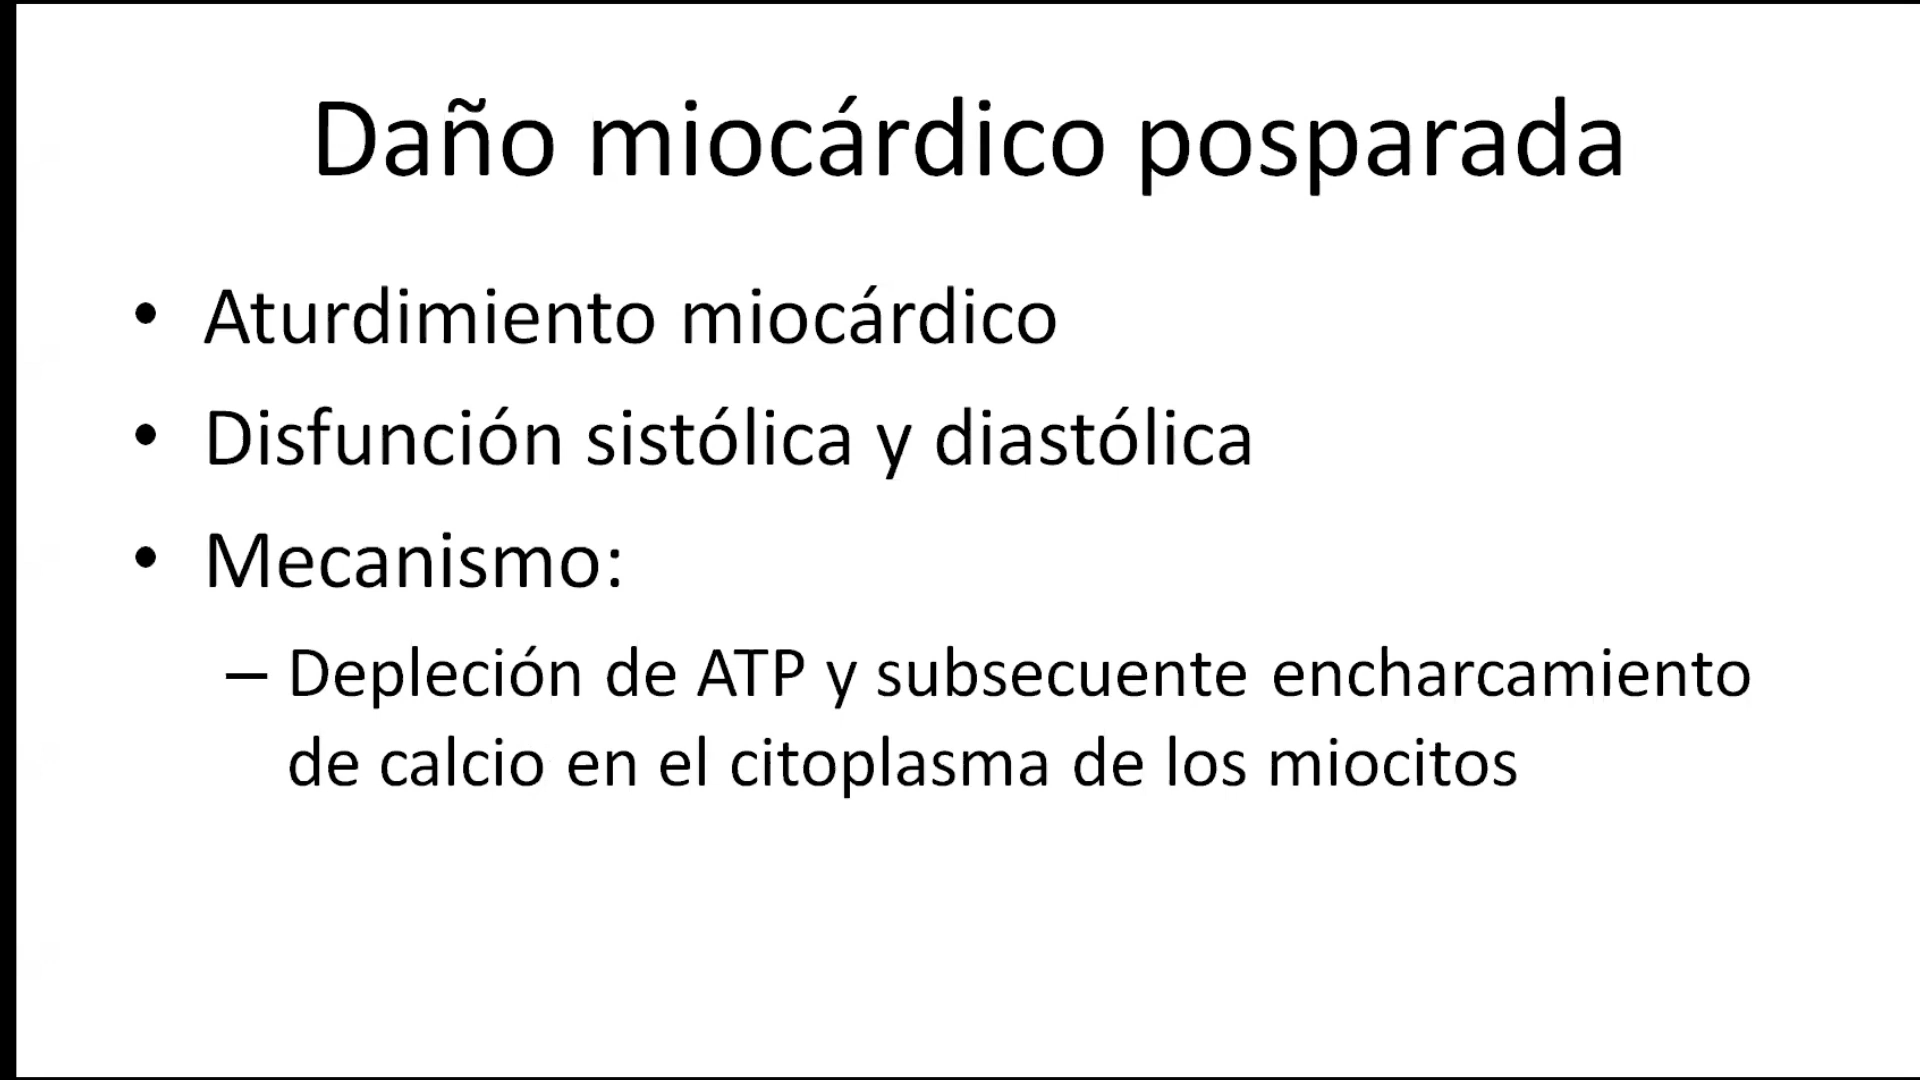 Daño miocárdico posparada
• Aturdimiento miocárdico
• Disfunción sistólica y diastólica
• Mecanismo:
– Depleción de ATP y subsecuente encharcamiento
de calcio en el citoplasma de los miocitos